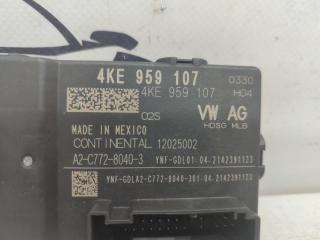 4KE 959 107 0330
4KE 959 107 H04
02S VW AG
HDSG MLB
MADE IN MEXICO
CONTINENTAL 12025002
A2-C772-8040-3 YNF-GDL01-04.2142391123
YNF-GDLA2-C772-8040-301-04.2142391123